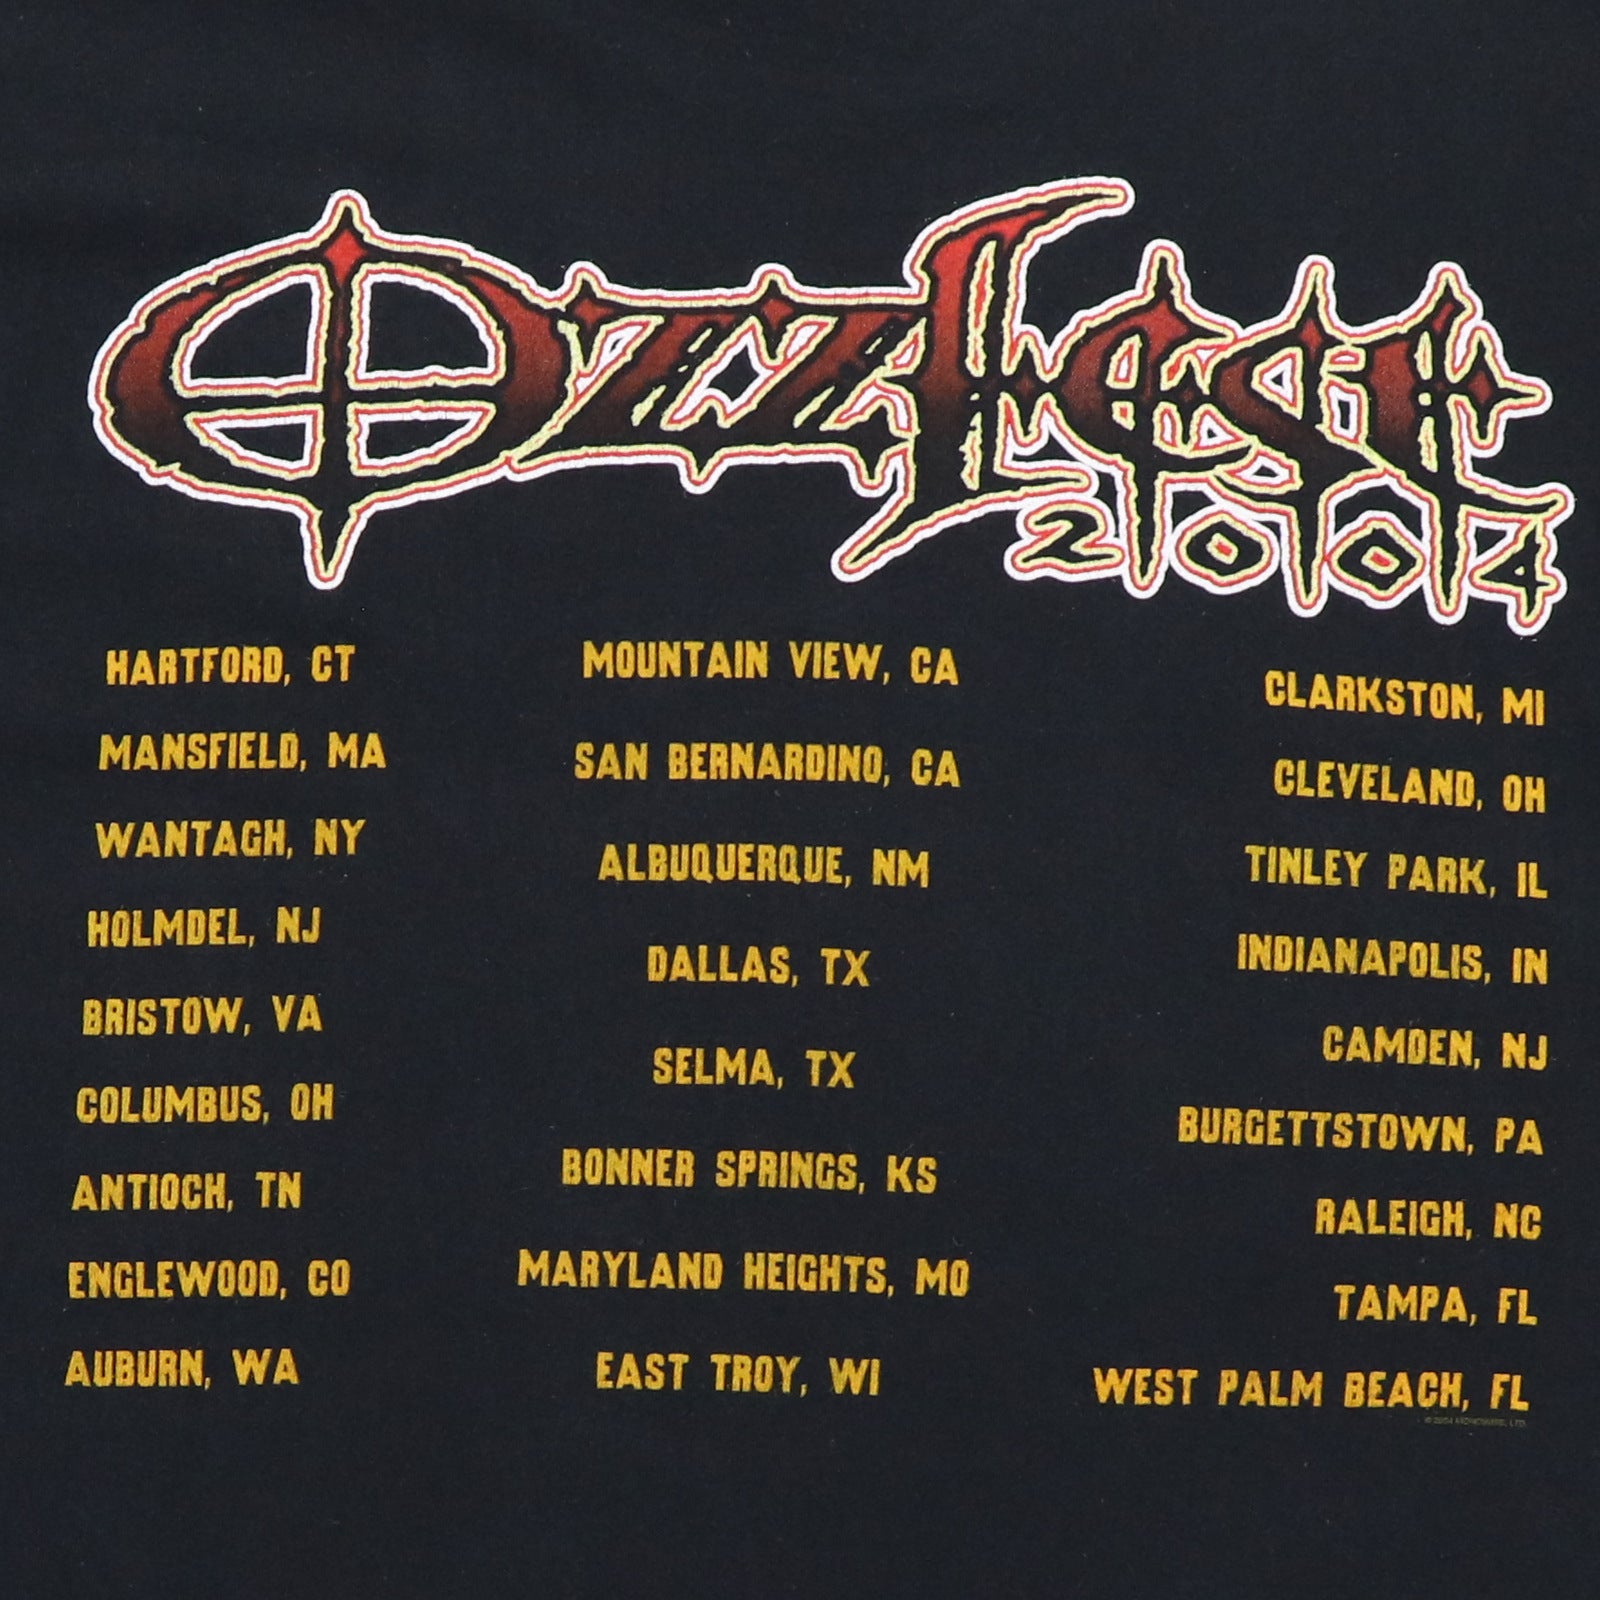 Ozzfest
2004
HARTFORD, CT
MANSFIELD, MA
WANTAGH, NY
HOLMDEL, NJ
BRISTOW, VA
COLUMBUS, OH
ANTIOCH, TN
ENGLEWOOD, CO
AUBURN, WA
MOUNTAIN VIEW, CA
SAN BERNARDINO, CA
ALBUQUERQUE, NM
DALLAS, TX
SELMA, TX
BONNER SPRINGS, KS
MARYLAND HEIGHTS, MO
EAST TROY, WI
CLARKSTON, MI
CLEVELAND, OH
TINLEY PARK, IL
INDIANAPOLIS, IN
CAMDEN, NJ
BURGETTSTOWN, PA
RALEIGH, NC
TAMPA, FL
WEST PALM BEACH, FL
© 2004